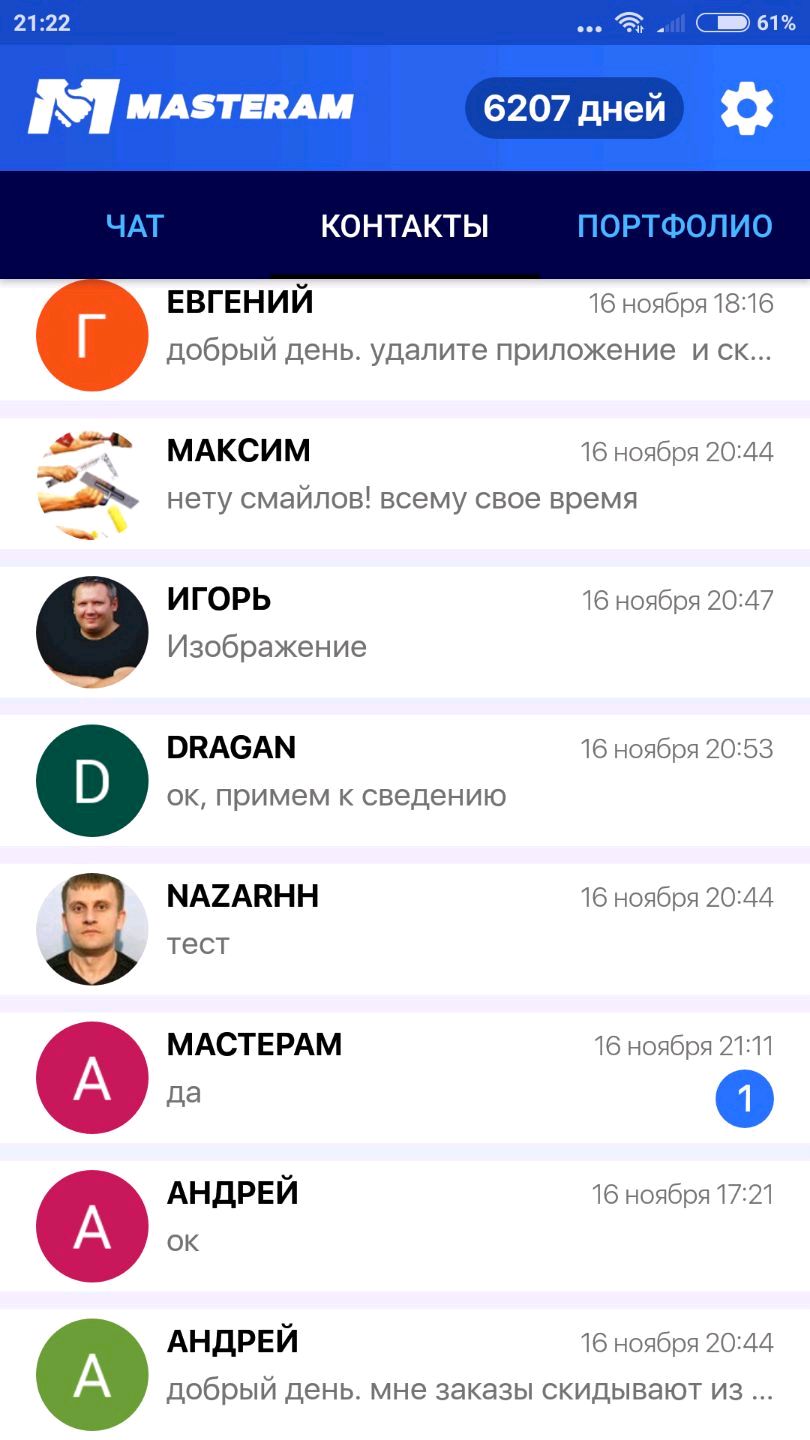 21:22
61%
MASTERAM
6207 дней
ЧАТ
КОНТАКТЫ
ПОРТФОЛИО
Г
ЕВГЕНИЙ
16 ноября 18:16
добрый день. удалите приложение и ск...
МАКСИМ
16 ноября 20:44
нету смайлов! всему свое время
ИГОРЬ
16 ноября 20:47
Изображение
D
DRAGAN
16 ноября 20:53
ок, примем к сведению
NAZARHH
16 ноября 20:44
тест
А
МАСТЕРАМ
16 ноября 21:11
да
1
А
АНДРЕЙ
16 ноября 17:21
ок
А
АНДРЕЙ
16 ноября 20:44
добрый день. мне заказы скидывают из ...